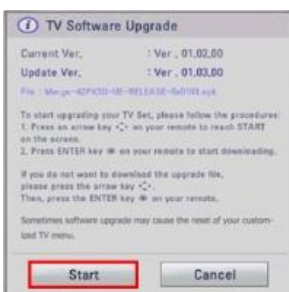 TV Software Upgrade
Current Ver, : Ver , 01,02,00
Update Ver, : Ver , 01,03,00
To start upgrading your TV Set, please follow the procedures
1. Press an arrow key on your remote to reach START
on the screen.
2. Press ENTER key on your remote to start downloading.
If you do not want to download the upgrade file,
please press the arrow key
Then, press the ENTER key on your remote.
Sometimes software upgrade may cause the reset of your custom-
ized TV menu.
Start Cancel